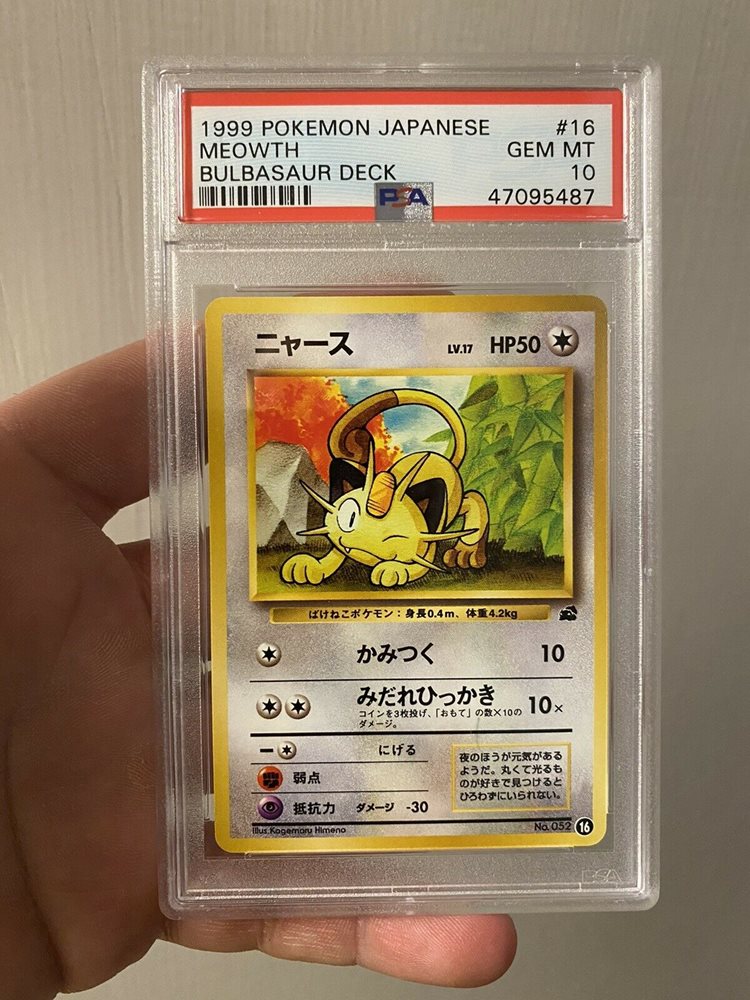 1999 POKEMON JAPANESE #16
MEOWTH GEM MT
BULBASAUR DECK 10
PSA 47095487
ニャース LV.17 HP50
ばけねこポケモン：身長0.4m、体重4.2kg
かみつく 10
みだれひっかき 10×
コインを3枚投げ、「おもて」の数×10の
ダメージ。
にげる
弱点
抵抗力 ダメージ -30
夜のほうが元気がある
ようだ。丸くて光るも
のが好きで見つけると
ひろわずにいられない。
Illus.Kagemaru Himeno No.052 16
PSA